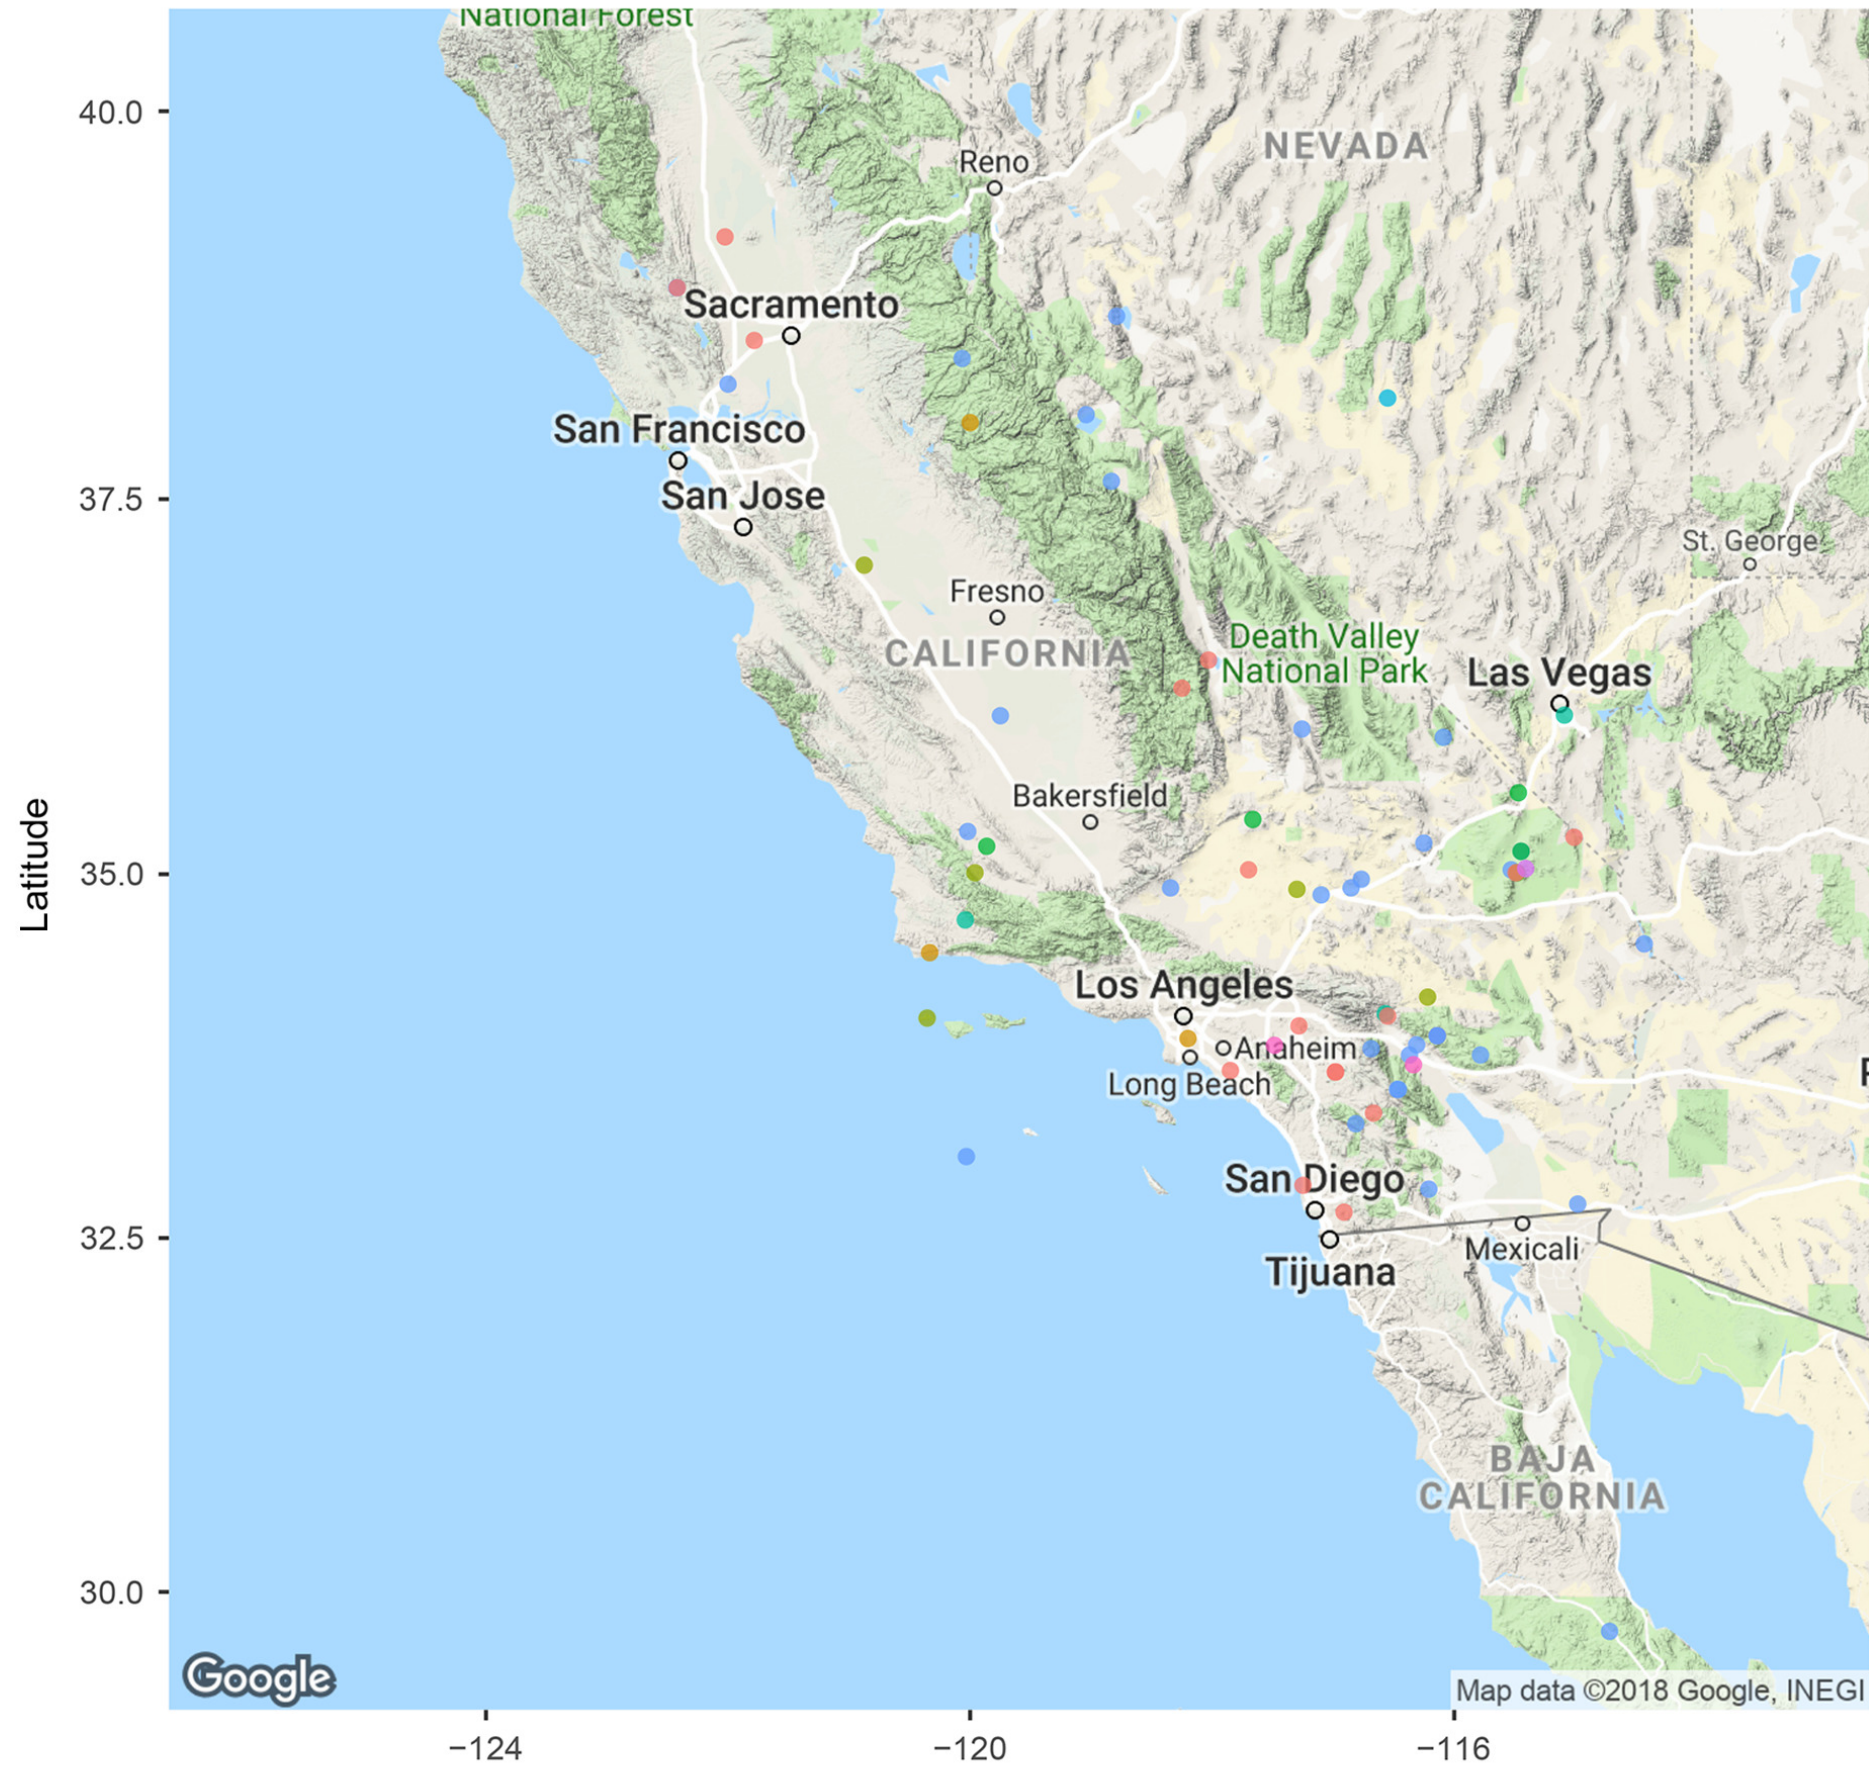 National Forest
40.0
NEVADA
Reno
Sacramento
San Francisco
37.5
San Jose
St. George
Fresno
CALIFORNIA
Death Valley
National Park
Las Vegas
Bakersfield
Latitude
35.0
Los Angeles
Anaheim
Long Beach
San Diego
32.5
Mexicali
Tijuana
BAJA
CALIFORNIA
30.0
Google
Map data ©2018 Google, INEGI
−124
−120
−116